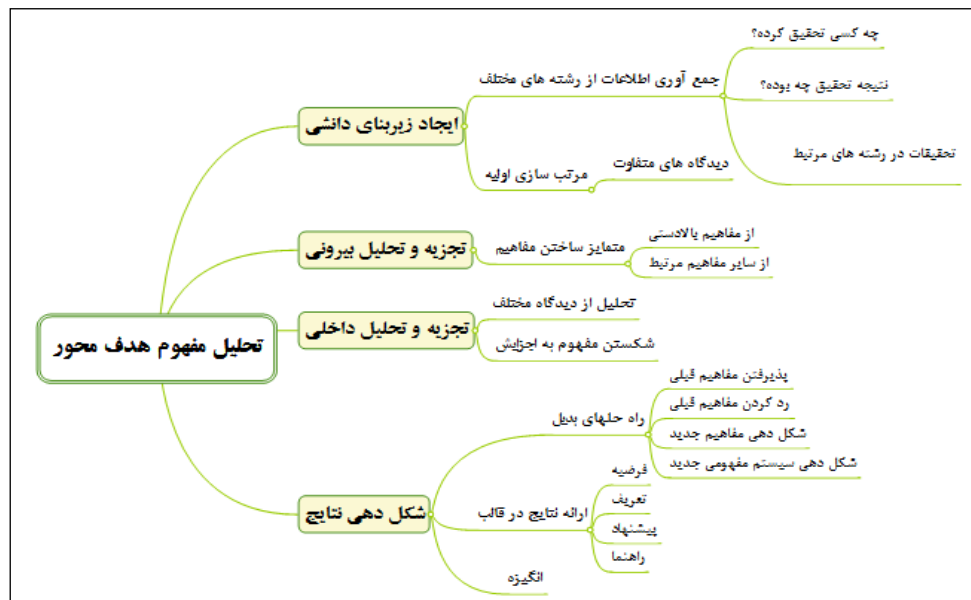 تحلیل مفهوم هدف محور
ایجاد زیربنای دانشی
جمع آوری اطلاعات از رشته های مختلف
چه کسی تحقیق کرده؟
نتیجه تحقیق چه بوده؟
تحقیقات در رشته های مرتبط
مرتب سازی اولیه
دیدگاه های متفاوت
تجزیه و تحلیل بیرونی
متمایز ساختن مفاهیم
از مفاهیم بالادستی
از سایر مفاهیم مرتبط
تجزیه و تحلیل داخلی
تحلیل از دیدگاه مختلف
شکستن مفهوم به اجزایش
شکل دهی نتایج
راه حلهای بدیل
پذیرفتن مفاهیم قبلی
رد کردن مفاهیم قبلی
شکل دهی مفاهیم جدید
شکل دهی سیستم مفهومی جدید
ارائه نتایج در قالب
فرضیه
تعریف
پیشنهاد
راهنما
انگیزه